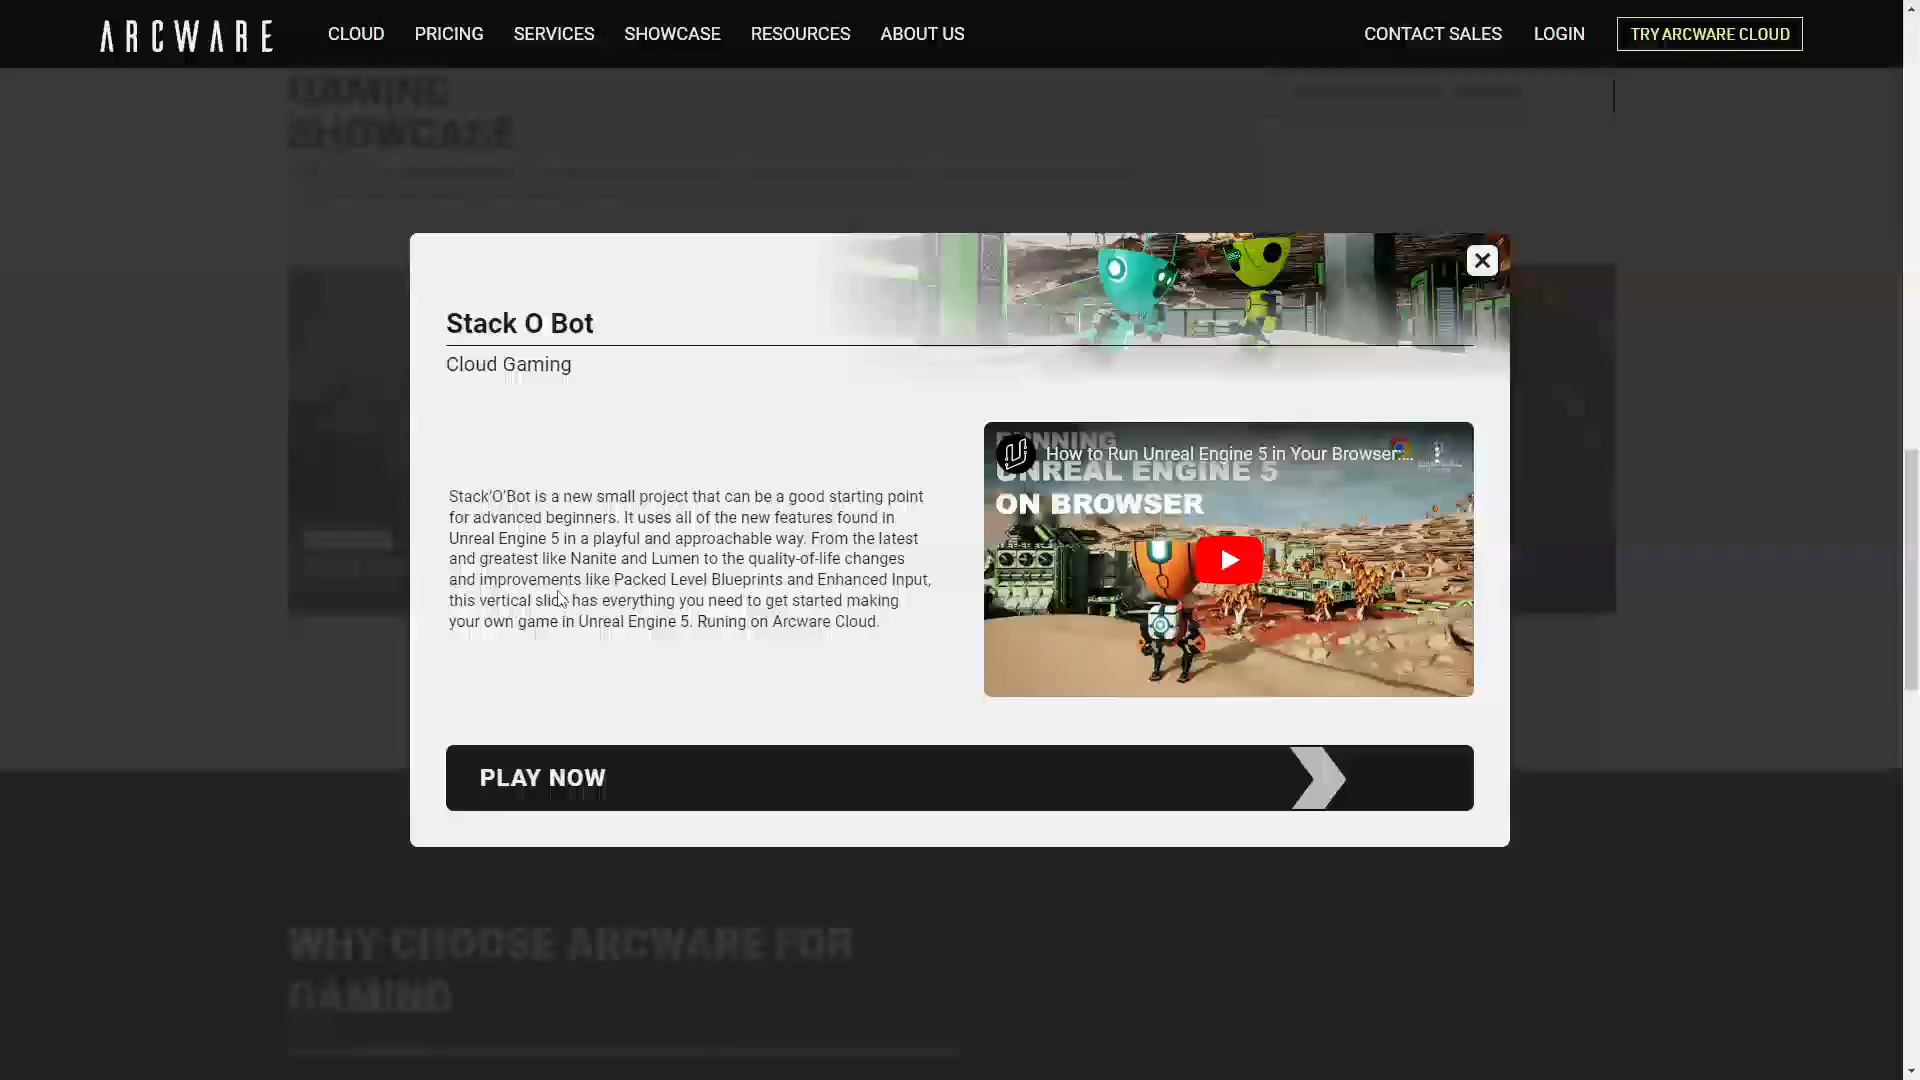 ARCWARE CLOUD PRICING SERVICES SHOWCASE RESOURCES ABOUT US CONTACT SALES LOGIN TRY ARCWARE CLOUD
GAMING
SHOWCASE
Stack O Bot
Cloud Gaming
Stack'O'Bot is a new small project that can be a good starting point
for advanced beginners. It uses all of the new features found in
Unreal Engine 5 in a playful and approachable way. From the latest
and greatest like Nanite and Lumen to the quality-of-life changes
and improvements like Packed Level Blueprints and Enhanced Input,
this vertical slide has everything you need to get started making
your own game in Unreal Engine 5. Runing on Arcware Cloud.
How to Run Unreal Engine 5 in Your Browser....
RUNNING
UNREAL ENGINE 5
ON BROWSER
PLAY NOW
WHY CHOOSE ARCWARE FOR
GAMING